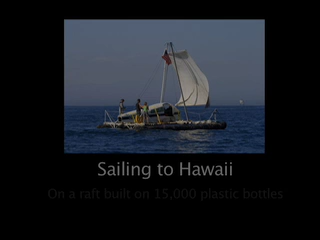 Sailing to Hawaii
On a raft built on 15,000 plastic bottles